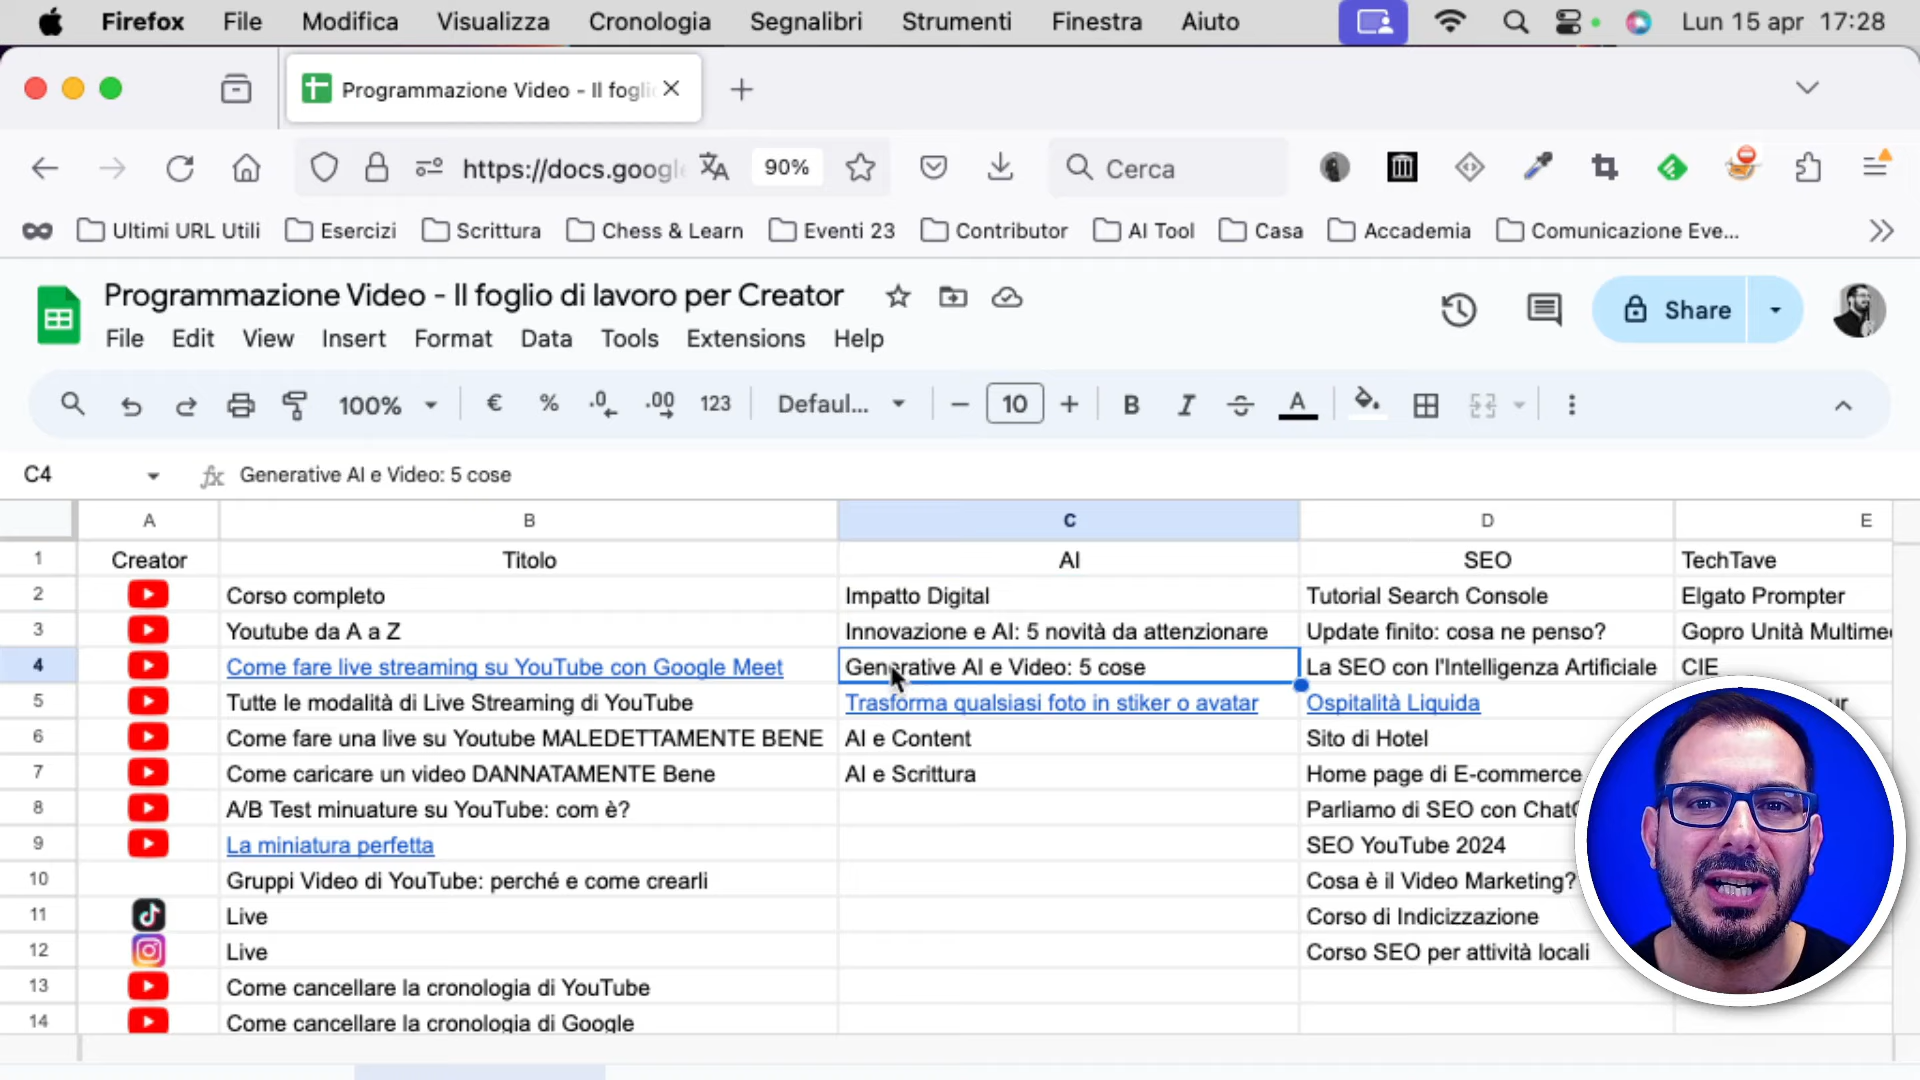 Firefox File Modifica Visualizza Cronologia Segnalibri Strumenti Finestra Aiuto Lun 15 apr 17:28
Programmazione Video - Il fogli
https://docs.google 90% Cerca
Ultimi URL Utili Esercizi Scrittura Chess & Learn Eventi 23 Contributor AI Tool Casa Accademia Comunicazione Eve...
Programmazione Video - Il foglio di lavoro per Creator
Share
File Edit View Insert Format Data Tools Extensions Help
100% € % .0 .00 123 Defaul... 10 B I S A
C4 fx Generative AI e Video: 5 cose
A B C D E
1 Creator Titolo AI SEO TechTave
2 Corso completo Impatto Digital Tutorial Search Console Elgato Prompter
3 Youtube da A a Z Innovazione e AI: 5 novità da attenzionare Update finito: cosa ne penso? Gopro Unità Multime
4 Come fare live streaming su YouTube con Google Meet Generative AI e Video: 5 cose La SEO con l'Intelligenza Artificiale CIE
5 Tutte le modalità di Live Streaming di YouTube Trasforma qualsiasi foto in stiker o avatar Ospitalità Liquida ur
6 Come fare una live su Youtube MALEDETTAMENTE BENE AI e Content Sito di Hotel
7 Come caricare un video DANNATAMENTE Bene AI e Scrittura Home page di E-commerce
8 A/B Test minuature su YouTube: com è? Parliamo di SEO con Chat
9 La miniatura perfetta SEO YouTube 2024
10 Gruppi Video di YouTube: perché e come crearli Cosa è il Video Marketing?
11 Live Corso di Indicizzazione
12 Live Corso SEO per attività locali
13 Come cancellare la cronologia di YouTube
14 Come cancellare la cronologia di Google